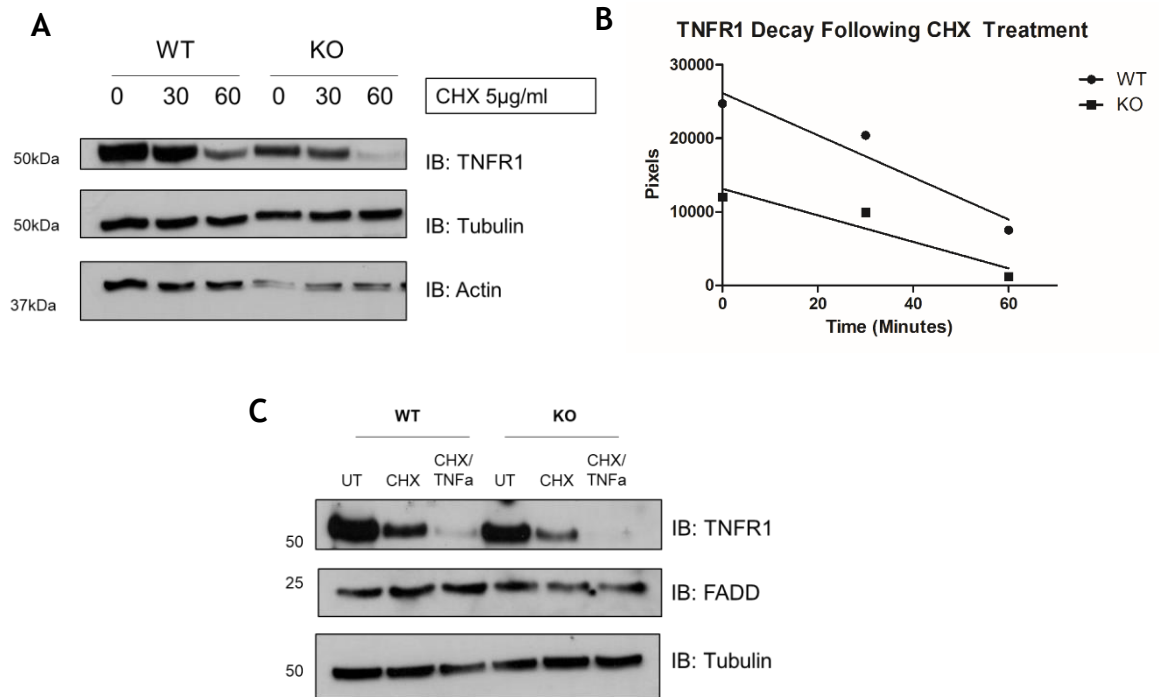 A
WT KO
0 30 60 0 30 60 CHX 5µg/ml
50kDa IB: TNFR1
50kDa IB: Tubulin
37kDa IB: Actin
B
TNFR1 Decay Following CHX Treatment
30000
20000
10000
0
Pixels
0 20 40 60
Time (Minutes)
WT
KO
C
WT KO
UT CHX CHX/ TNFa UT CHX CHX/ TNFa
50 IB: TNFR1
25 IB: FADD
50 IB: Tubulin